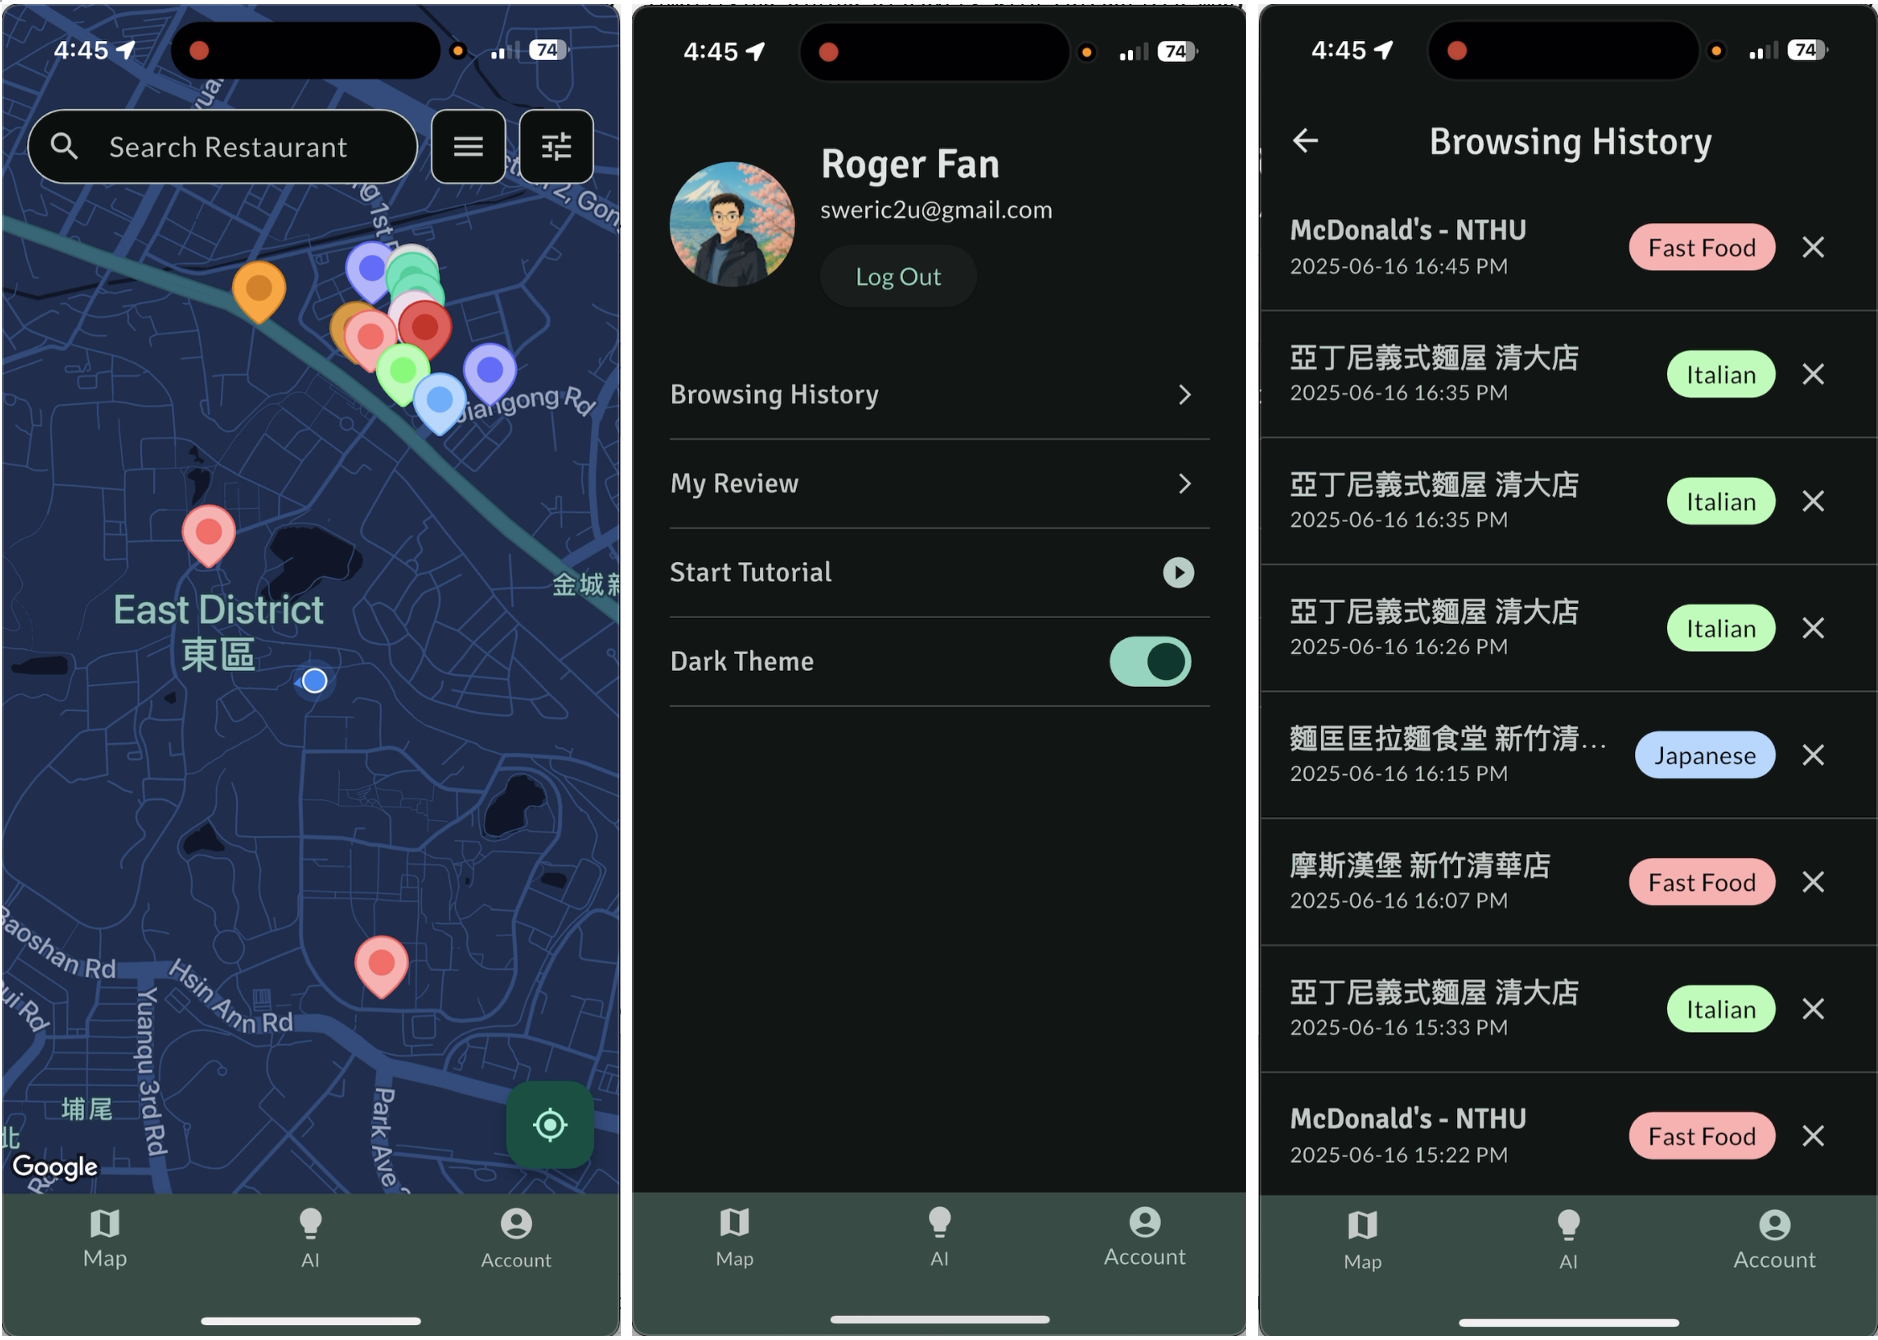 4:45
74
Search Restaurant
ng 1st
Jiangong Rd
金城新
East District
東區
Baoshan Rd
Hsin Ann Rd
Yuanqu 3rd Rd
Park Ave
埔尾
北
Google
Map
AI
Account
4:45
74
Roger Fan
sweric2u@gmail.com
Log Out
Browsing History
My Review
Start Tutorial
Dark Theme
Map
AI
Account
4:45
74
Browsing History
McDonald's - NTHU
Fast Food
2025-06-16 16:45 PM
亞丁尼義式麵屋 清大店
Italian
2025-06-16 16:35 PM
亞丁尼義式麵屋 清大店
Italian
2025-06-16 16:35 PM
亞丁尼義式麵屋 清大店
Italian
2025-06-16 16:26 PM
麵匡匡拉麵食堂 新竹清...
Japanese
2025-06-16 16:15 PM
摩斯漢堡 新竹清華店
Fast Food
2025-06-16 16:07 PM
亞丁尼義式麵屋 清大店
Italian
2025-06-16 15:33 PM
McDonald's - NTHU
Fast Food
2025-06-16 15:22 PM
Map
AI
Account